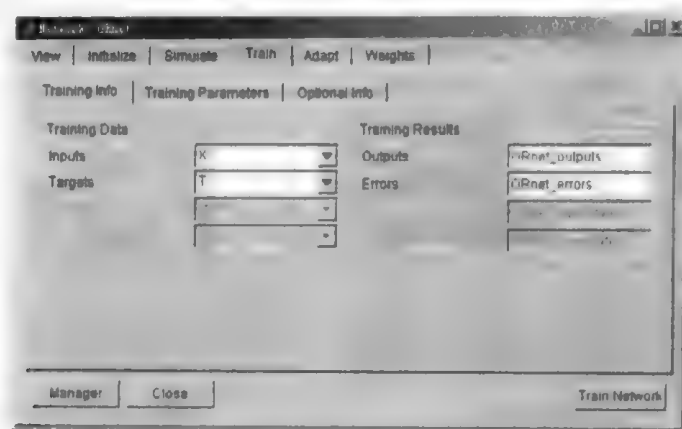 View Initialize Simulate Train Adapt Weights
Training Info Training Parameters Optional Info
Training Data Training Results
Inputs X Outputs ORnet_outputs
Targets T Errors ORnet_errors
Manager Close Train Network